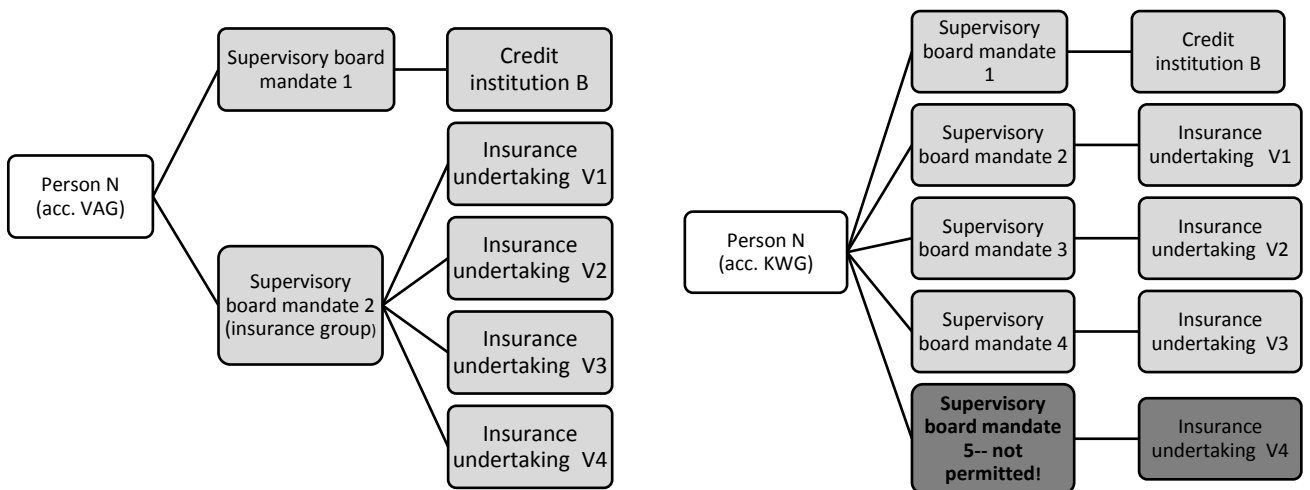 Person N
(acc. VAG)
Supervisory board
mandate 1
Credit
institution B
Supervisory
board mandate 2
(insurance group)
Insurance
undertaking V1
Insurance
undertaking V2
Insurance
undertaking V3
Insurance
undertaking V4
Person N
(acc. KWG)
Supervisory
board mandate
1
Credit
institution B
Supervisory
board mandate 2
Insurance
undertaking V1
Supervisory
board mandate 3
Insurance
undertaking V2
Supervisory
board mandate 4
Insurance
undertaking V3
Supervisory
board mandate
5-- not
permitted!
Insurance
undertaking V4